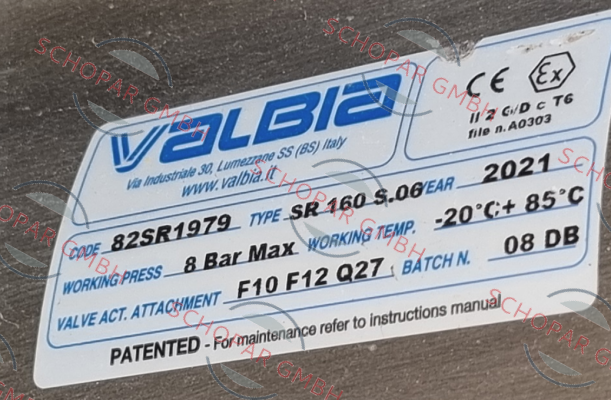 VALBIA
Via Industriale 30, Lumezzane SS (BS) Italy
www.valbia.it
CE Ex
II 2 G/D c T6
file n.A0303
CODE 82SR1979 TYPE SR 160 S.06 YEAR 2021
WORKING PRESS 8 Bar Max WORKING TEMP. -20°C;+ 85°C
VALVE ACT. ATTACHMENT F10 F12 Q27 BATCH N. 08 DB
PATENTED - For maintenance refer to instructions manual
SCHOPAR GMBH